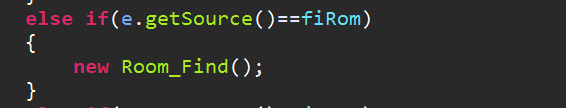 else if(e.getSource()==fiRom)
{
new Room_Find();
}